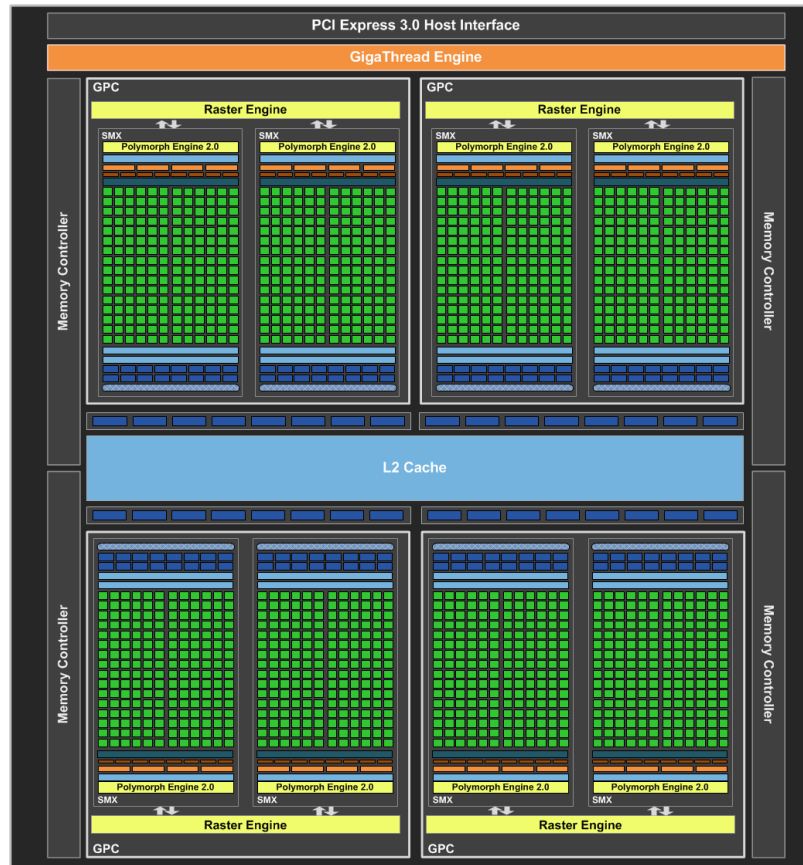 PCI Express 3.0 Host Interface
GigaThread Engine
GPC
GPC
Raster Engine
Raster Engine
SMX
SMX
SMX
SMX
Polymorph Engine 2.0
Polymorph Engine 2.0
Polymorph Engine 2.0
Polymorph Engine 2.0
Memory Controller
Memory Controller
L2 Cache
Memory Controller
Memory Controller
Polymorph Engine 2.0
Polymorph Engine 2.0
Polymorph Engine 2.0
Polymorph Engine 2.0
SMX
SMX
SMX
SMX
Raster Engine
Raster Engine
GPC
GPC